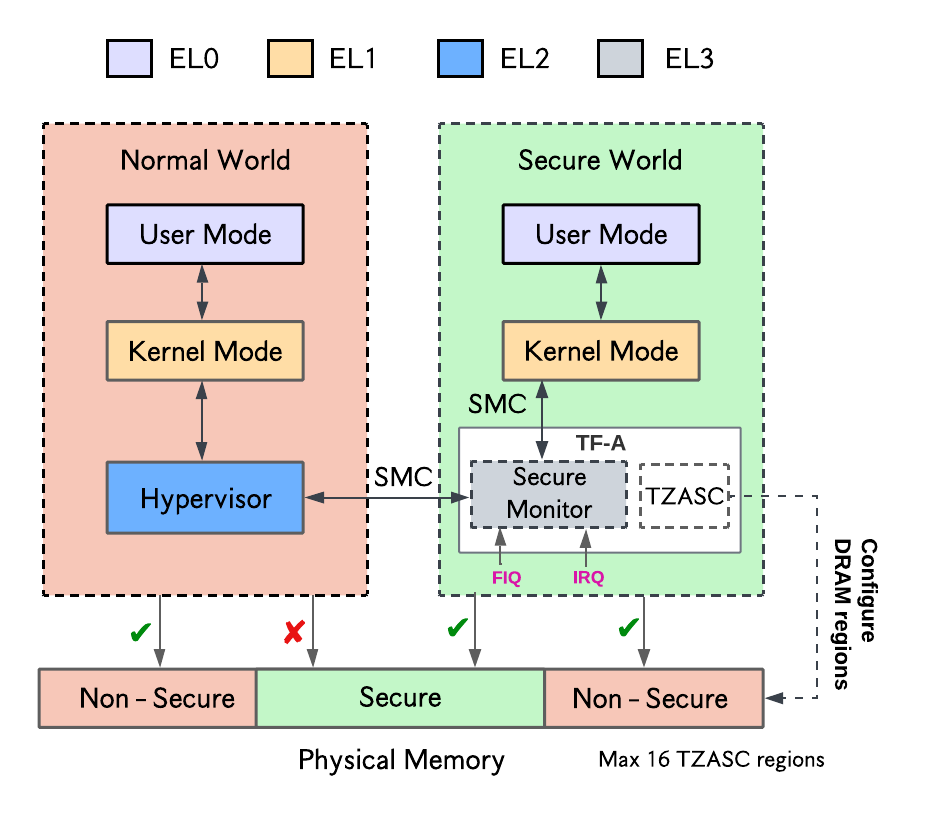 EL0
EL1
EL2
EL3
Normal World
User Mode
Kernel Mode
Hypervisor
SMC
Secure World
User Mode
Kernel Mode
SMC
TF-A
Secure
Monitor
TZASC
FIQ
IRQ
Configure
DRAM regions
✔
✘
✔
✔
Non - Secure
Secure
Non - Secure
Physical Memory
Max 16 TZASC regions